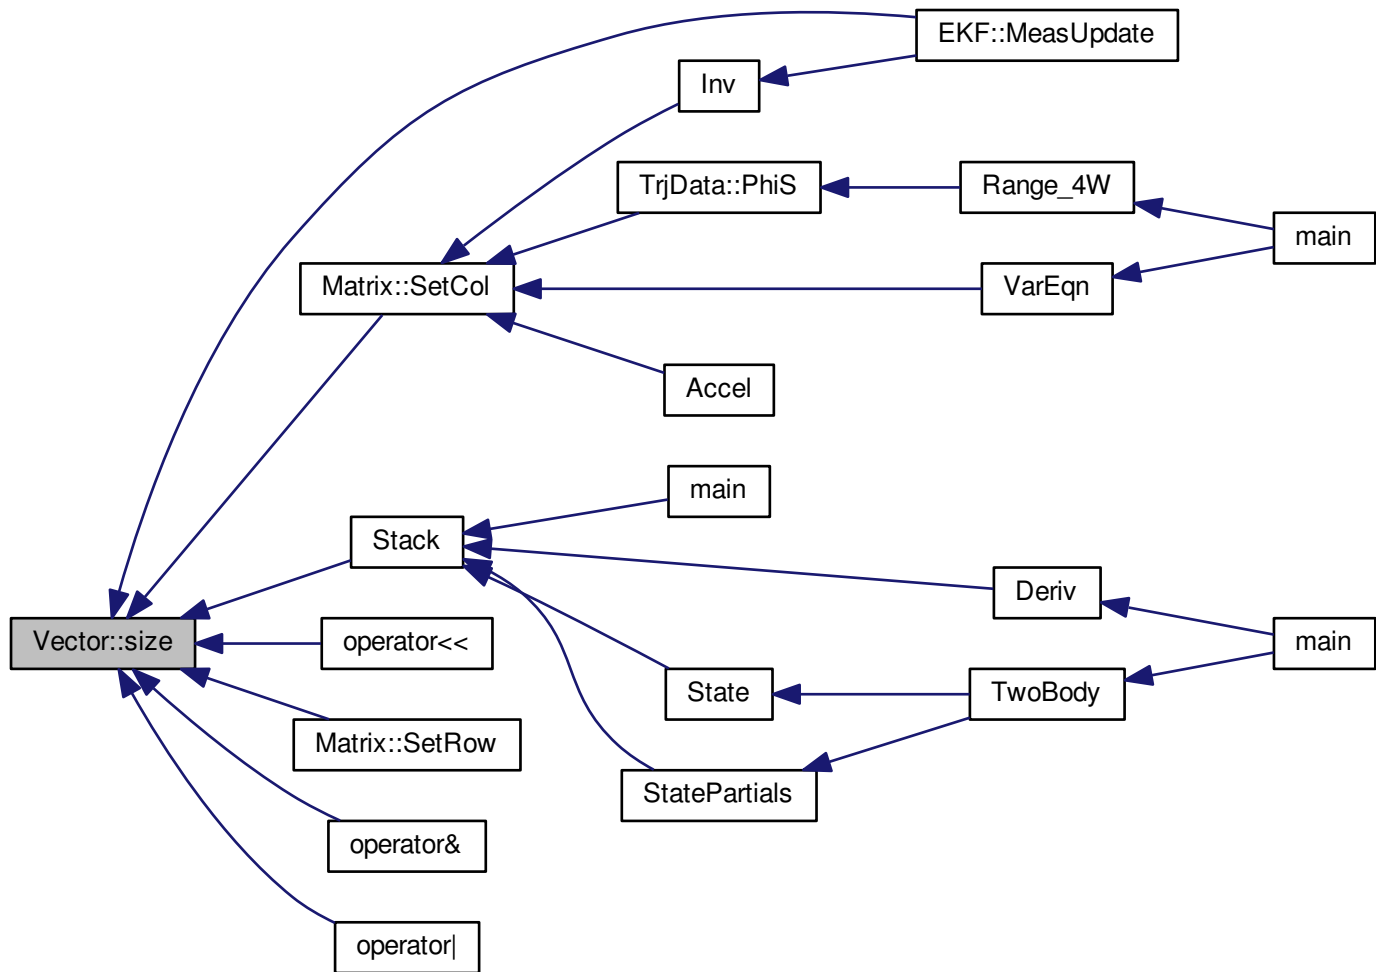 EKF::MeasUpdate
Inv
TrjData::PhiS
Range_4W
main
Matrix::SetCol
VarEqn
Accel
main
Stack
Deriv
Vector::size
operator<<
main
State
TwoBody
Matrix::SetRow
StatePartials
operator&
operator|